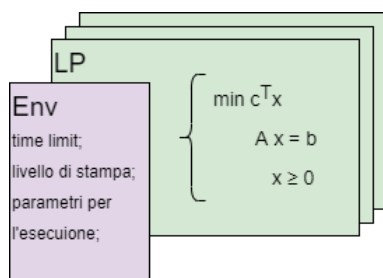 LP
min c^T x
A x = b
x ≥ 0
Env
time limit;
livello di stampa;
parametri per
l'esecuione;